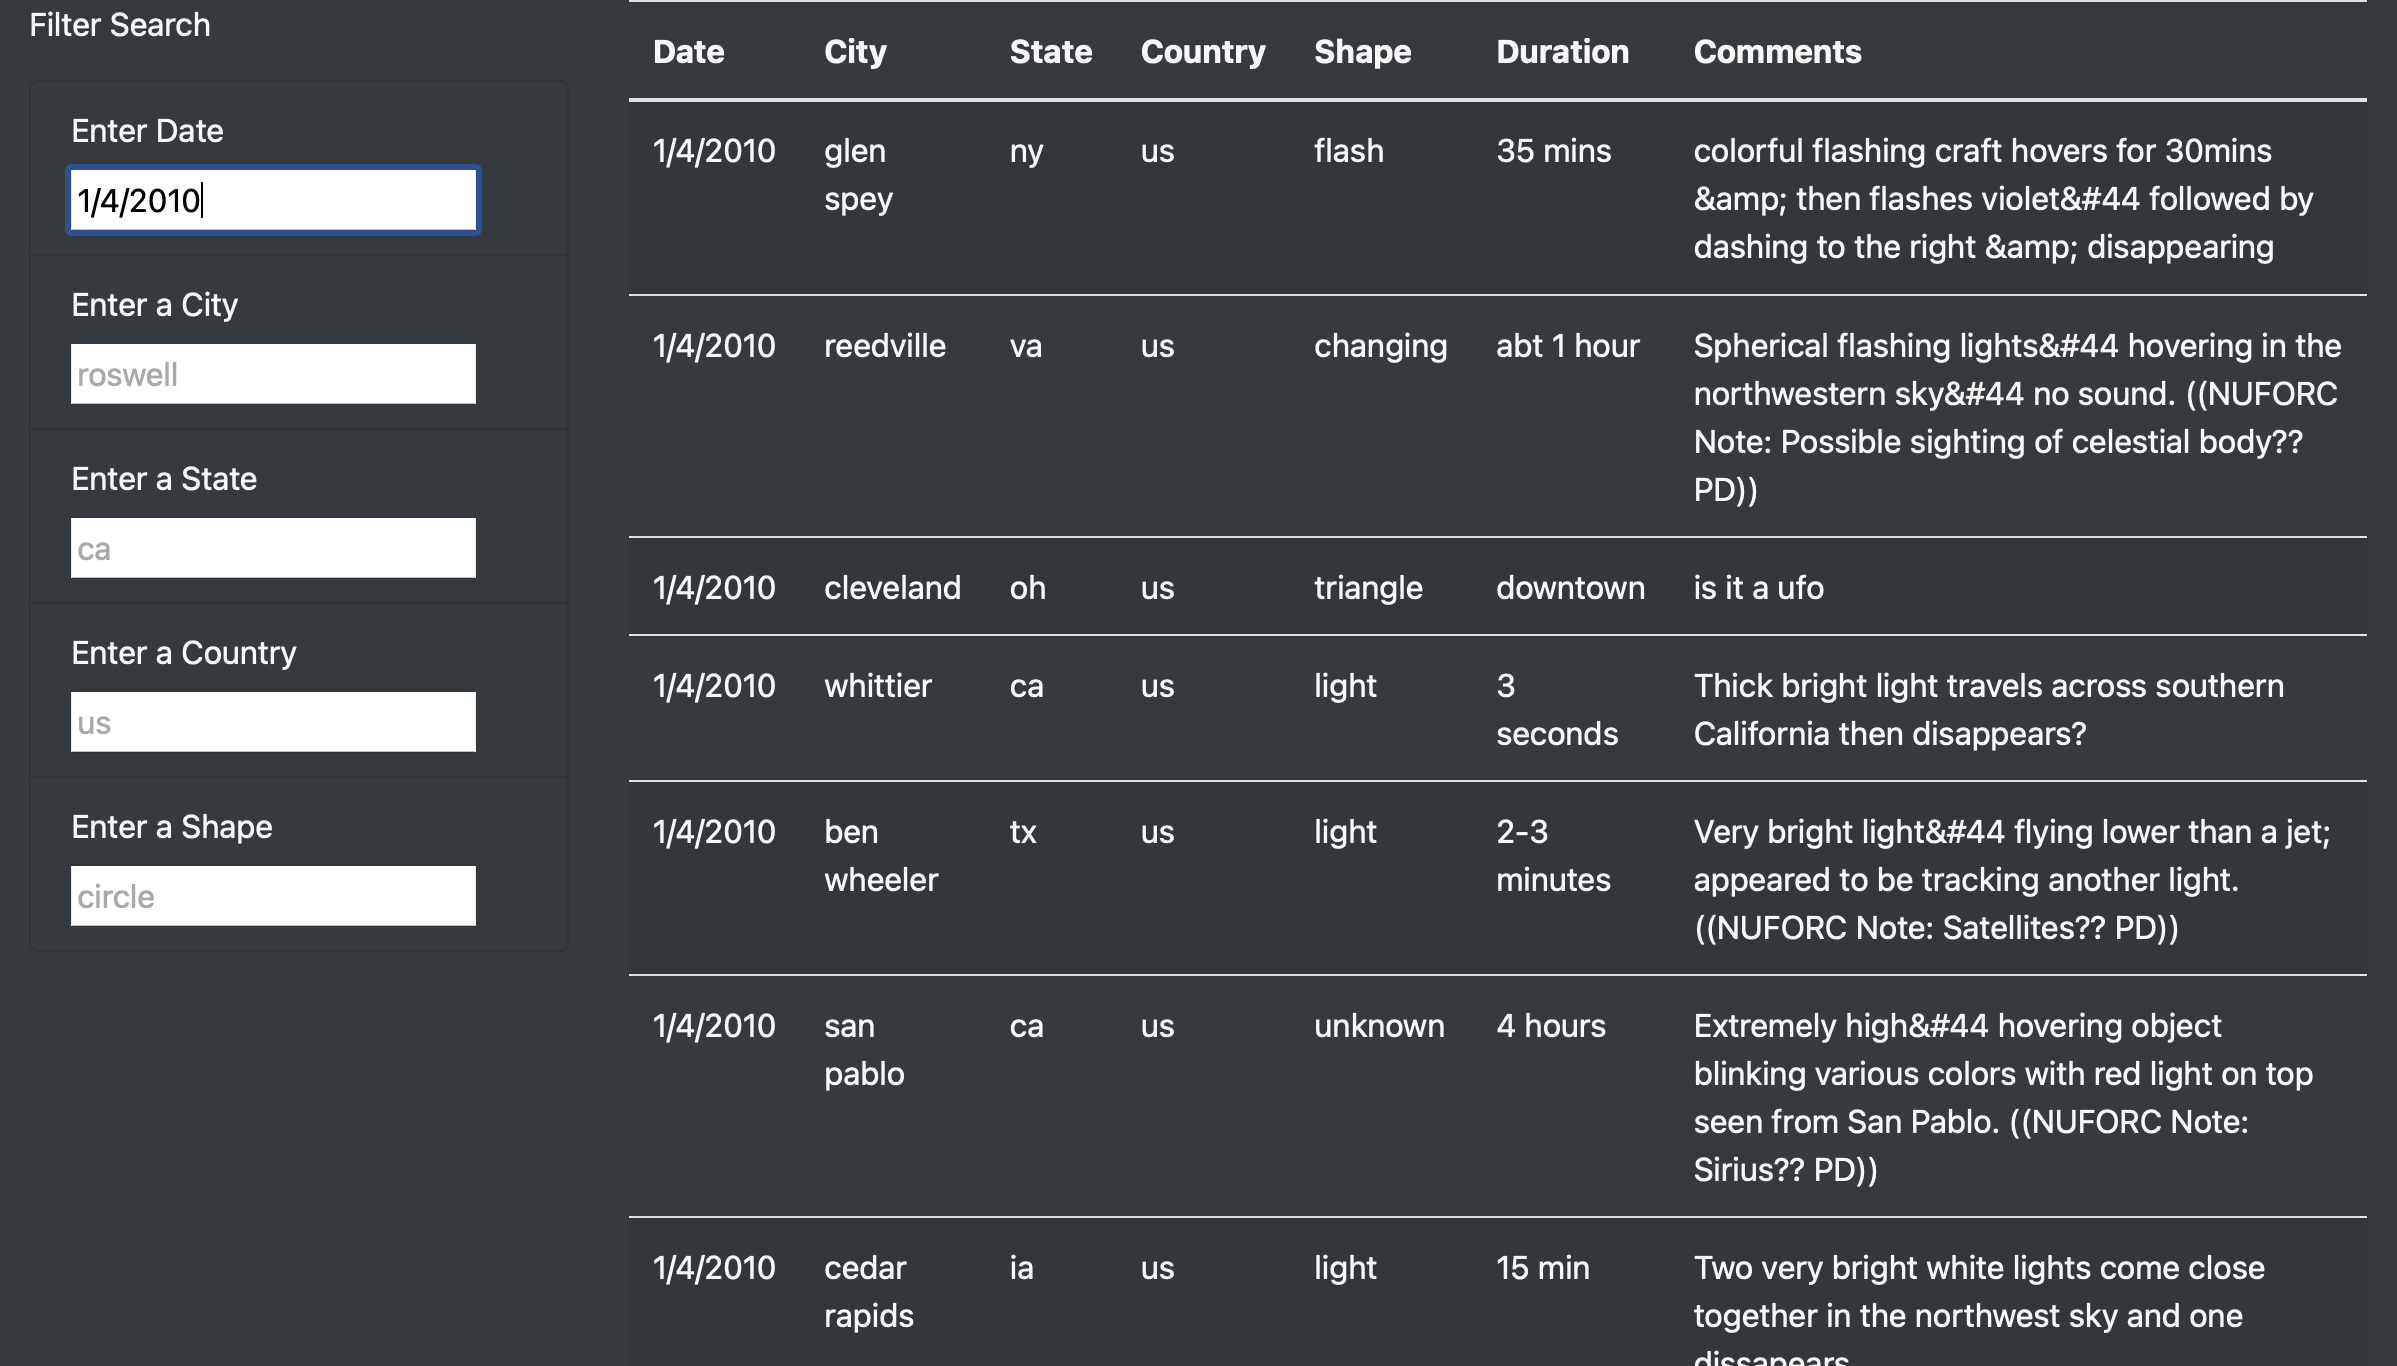 Filter Search
Enter Date
1/4/2010
Enter a City
roswell
Enter a State
ca
Enter a Country
us
Enter a Shape
circle
Date City State Country Shape Duration Comments
1/4/2010 glen ny us flash 35 mins colorful flashing craft hovers for 30mins
spey &amp; then flashes violet&#44 followed by
dashing to the right &amp; disappearing
1/4/2010 reedville va us changing abt 1 hour Spherical flashing lights&#44 hovering in the
northwestern sky&#44 no sound. ((NUFORC
Note: Possible sighting of celestial body??
PD))
1/4/2010 cleveland oh us triangle downtown is it a ufo
1/4/2010 whittier ca us light 3 Thick bright light travels across southern
seconds California then disappears?
1/4/2010 ben tx us light 2-3 Very bright light&#44 flying lower than a jet;
wheeler minutes appeared to be tracking another light.
((NUFORC Note: Satellites?? PD))
1/4/2010 san ca us unknown 4 hours Extremely high&#44 hovering object
pablo blinking various colors with red light on top
seen from San Pablo. ((NUFORC Note:
Sirius?? PD))
1/4/2010 cedar ia us light 15 min Two very bright white lights come close
rapids together in the northwest sky and one
dissapears